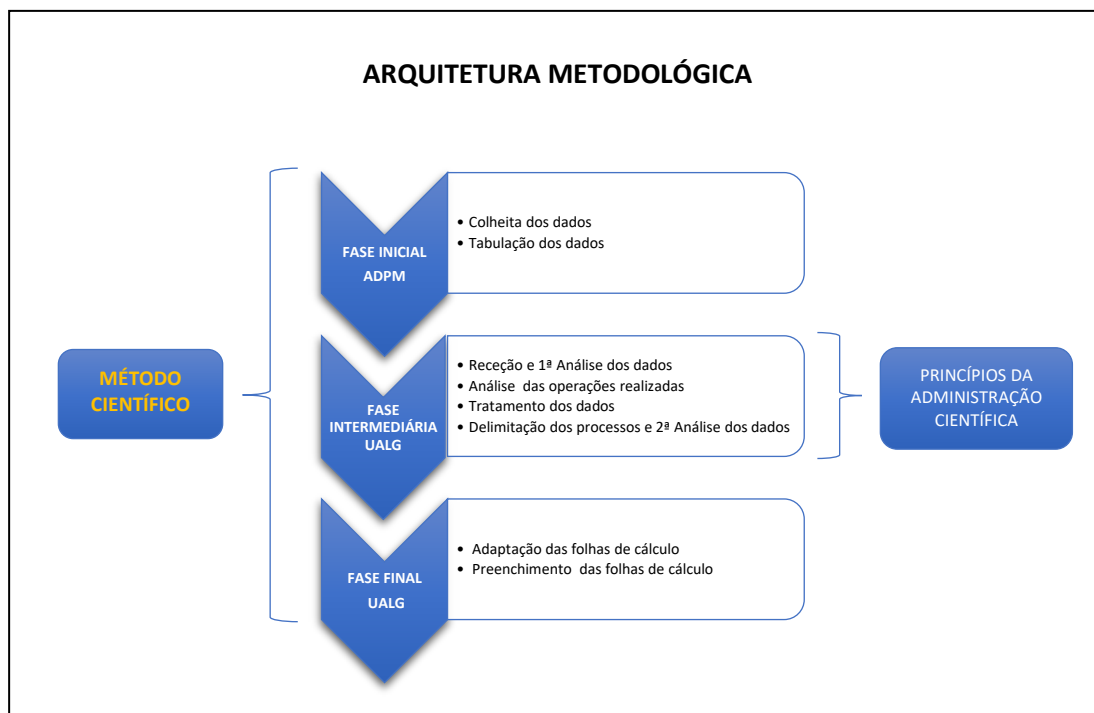 ARQUITETURA METODOLÓGICA
MÉTODO
CIENTÍFICO
FASE INICIAL
ADPM
• Colheita dos dados
• Tabulação dos dados
FASE
INTERMEDIÁRIA
UALG
• Receção e 1ª Análise dos dados
• Análise das operações realizadas
• Tratamento dos dados
• Delimitação dos processos e 2ª Análise dos dados
PRINCÍPIOS DA
ADMINISTRAÇÃO
CIENTÍFICA
FASE FINAL
UALG
• Adaptação das folhas de cálculo
• Preenchimento das folhas de cálculo